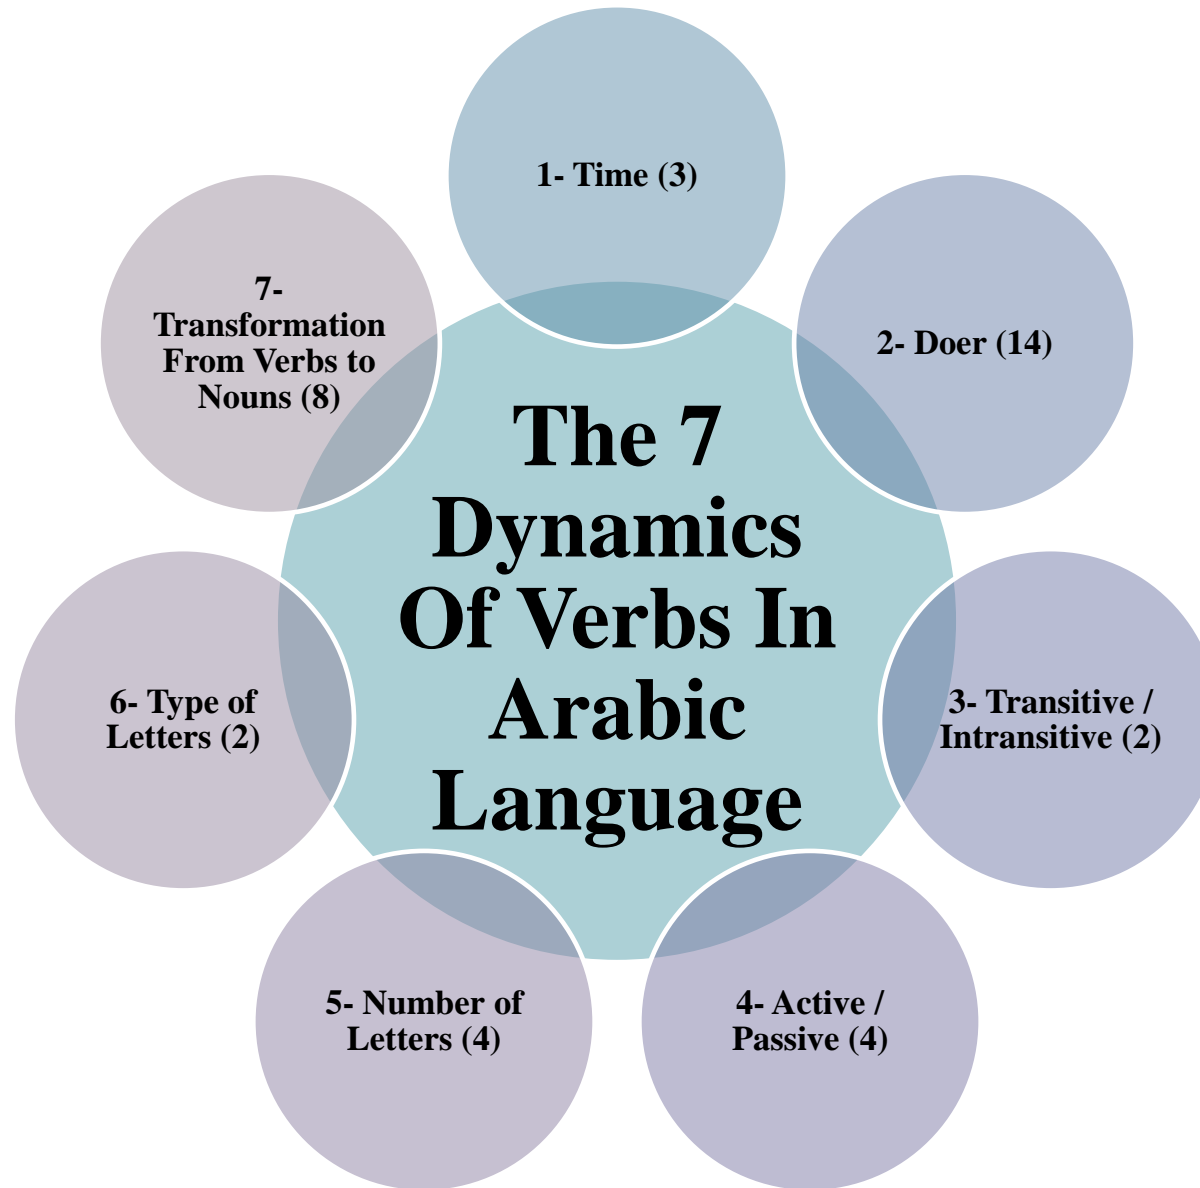 The 7
Dynamics
Of Verbs In
Arabic
Language
1- Time (3)
2- Doer (14)
3- Transitive /
Intransitive (2)
4- Active /
Passive (4)
5- Number of
Letters (4)
6- Type of
Letters (2)
7-
Transformation
From Verbs to
Nouns (8)